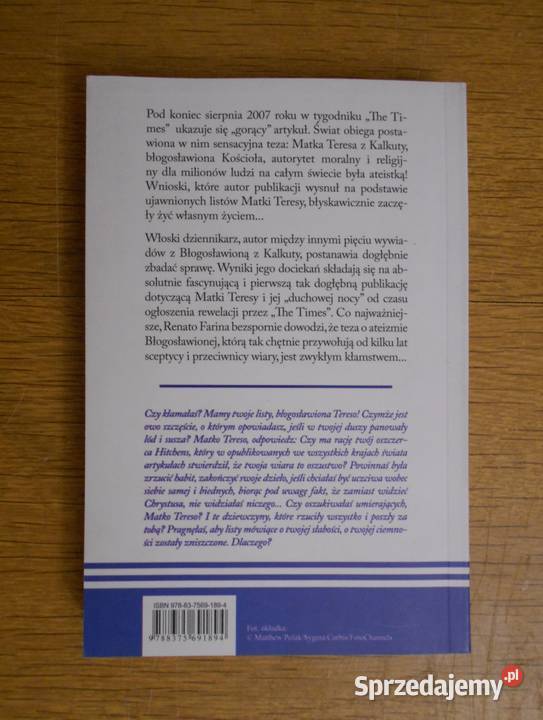 Pod koniec sierpnia 2007 roku w tygodniku „The Ti-
mes” ukazuje się „gorący” artykuł. Świat obiega posta-
wiona w nim sensacyjna teza: Matka Teresa z Kalkuty,
błogosławiona Kościoła, autorytet moralny i religij-
ny dla milionów ludzi na całym świecie była ateistką!
Wnioski, które autor publikacji wysnuł na podstawie
ujawnionych listów Matki Teresy, błyskawicznie zaczę-
ły żyć własnym życiem...
Włoski dziennikarz, autor między innymi pięciu wywia-
dów z Błogosławioną z Kalkuty, postanawia dogłębnie
zbadać sprawę. Wyniki jego dociekań składają się na ab-
solutnie fascynującą i pierwszą tak dogłębną publikację
dotyczącą Matki Teresy i jej „duchowej nocy” od czasu
ogłoszenia rewelacji przez „The Times”. Co najważniej-
sze, Renato Farina bezspornie dowodzi, że teza o ateizmie
Błogosławionej, którą tak chętnie przywołują od kilku lat
sceptycy i przeciwnicy wiary, jest zwykłym kłamstwem...
Czy kłamałaś? Mamy twoje listy, błogosławiona Tereso! Czymże jest
owo szczęście, o którym opowiadasz, jeśli w twojej duszy panowały
lód i susza? Matko Tereso, odpowiedz: Czy ma rację twój oszczer-
ca Hitchens, który w opublikowanych we wszystkich krajach świata
artykułach stwierdził, że twoja wiara to oszustwo? Powinnaś była
zrzucić habit, zakończyć swoje dzieło, jeśli chciałaś być uczciwa wobec
siebie samej i biednych, biorąc pod uwagę fakt, że zamiast widzieć
Chrystusa, nie widziałaś niczego... Czy oszukiwałaś umierających,
Matko Tereso? I te dziewczyny, które rzuciły wszystko i poszły za
tobą? Pragnęłaś, aby listy mówiące o twojej słabości, o twojej ciemno-
ści zostały zniszczone. Dlaczego?
ISBN 978-83-7569-189-4
9 788375 691894
Fot. okładka:
© Matthew Polak/Sygma/Corbis/FotoChannels
Sprzedajemy.pl